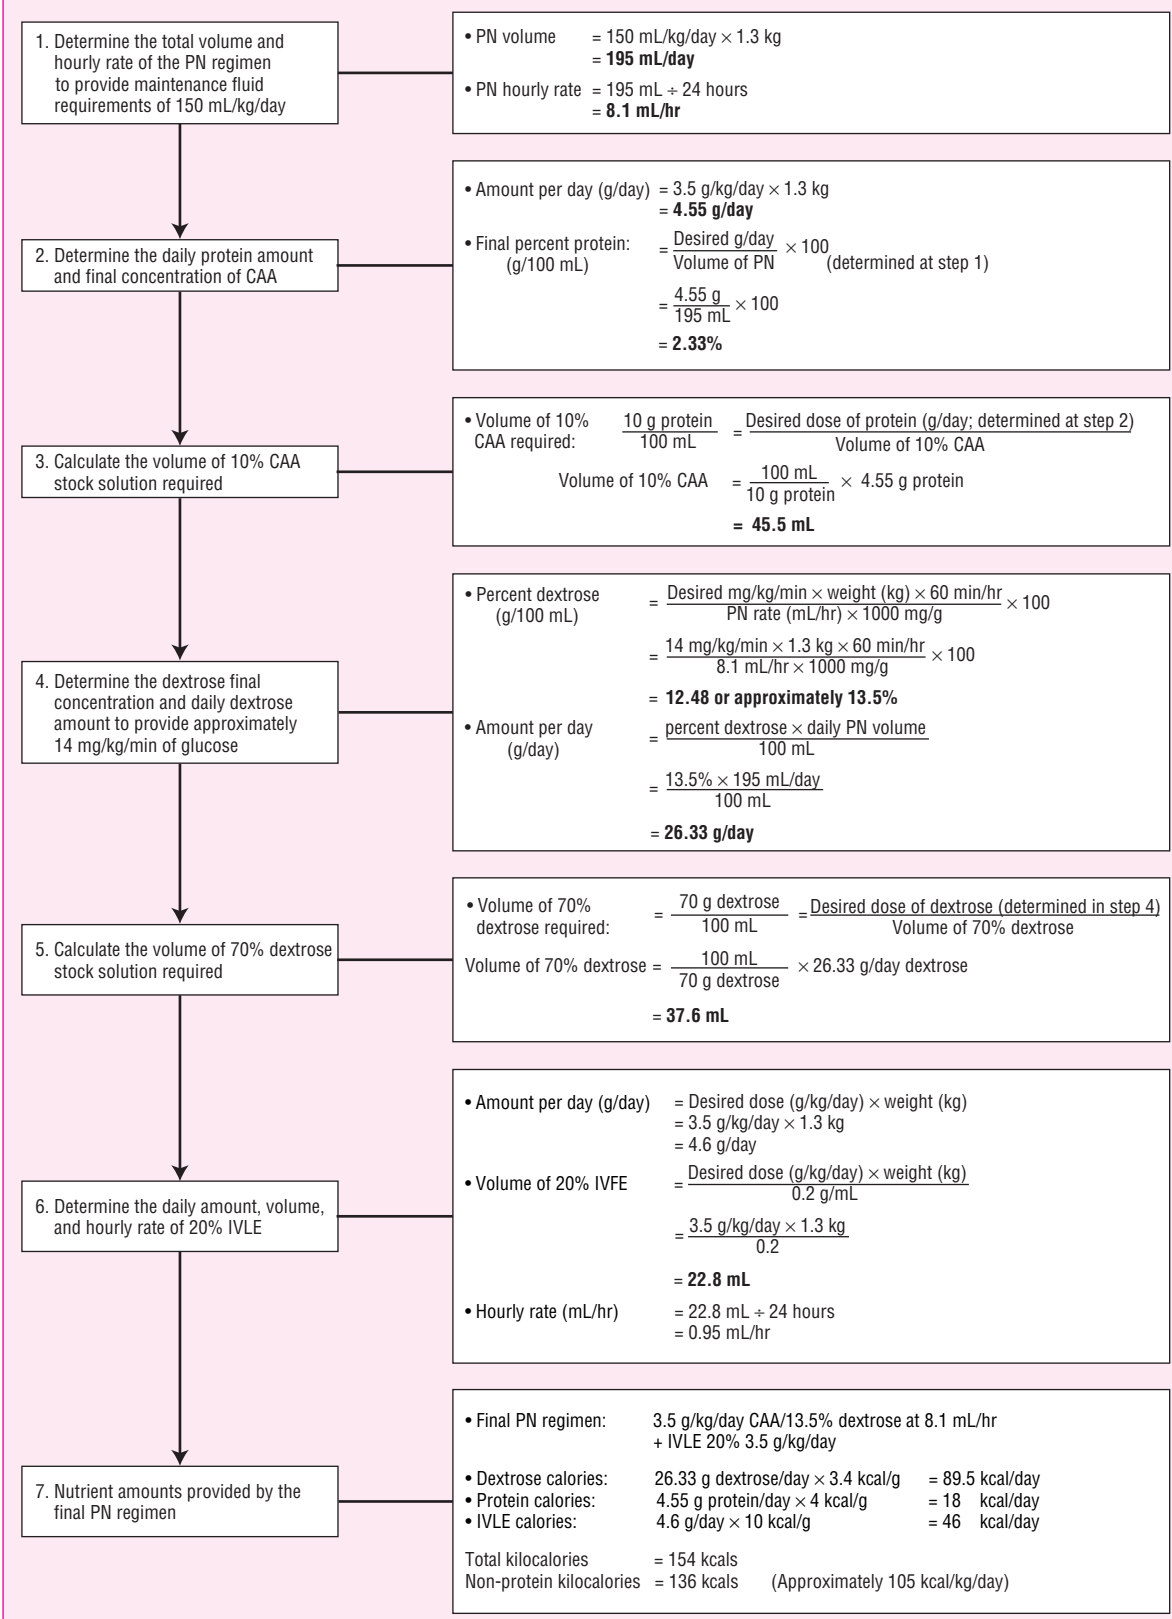 1. Determine the total volume and
hourly rate of the PN regimen
to provide maintenance fluid
requirements of 150 mL/kg/day
• PN volume = 150 mL/kg/day × 1.3 kg
= 195 mL/day
• PN hourly rate = 195 mL ÷ 24 hours
= 8.1 mL/hr
2. Determine the daily protein amount
and final concentration of CAA
• Amount per day (g/day) = 3.5 g/kg/day × 1.3 kg
= 4.55 g/day
• Final percent protein: = Desired g/day × 100
(g/100 mL) Volume of PN (determined at step 1)
= 4.55 g × 100
195 mL
= 2.33%
3. Calculate the volume of 10% CAA
stock solution required
• Volume of 10% 10 g protein = Desired dose of protein (g/day; determined at step 2)
CAA required: 100 mL Volume of 10% CAA
Volume of 10% CAA = 100 mL × 4.55 g protein
10 g protein
= 45.5 mL
4. Determine the dextrose final
concentration and daily dextrose
amount to provide approximately
14 mg/kg/min of glucose
• Percent dextrose = Desired mg/kg/min × weight (kg) × 60 min/hr × 100
(g/100 mL) PN rate (mL/hr) × 1000 mg/g
= 14 mg/kg/min × 1.3 kg × 60 min/hr × 100
8.1 mL/hr × 1000 mg/g
= 12.48 or approximately 13.5%
• Amount per day = percent dextrose × daily PN volume
(g/day) 100 mL
= 13.5% × 195 mL/day
100 mL
= 26.33 g/day
5. Calculate the volume of 70% dextrose
stock solution required
• Volume of 70% = 70 g dextrose = Desired dose of dextrose (determined in step 4)
dextrose required: 100 mL Volume of 70% dextrose
Volume of 70% dextrose = 100 mL × 26.33 g/day dextrose
70 g dextrose
= 37.6 mL
6. Determine the daily amount, volume,
and hourly rate of 20% IVLE
• Amount per day (g/day) = Desired dose (g/kg/day) × weight (kg)
= 3.5 g/kg/day × 1.3 kg
= 4.6 g/day
• Volume of 20% IVFE = Desired dose (g/kg/day) × weight (kg)
0.2 g/mL
= 3.5 g/kg/day × 1.3 kg
0.2
= 22.8 mL
• Hourly rate (mL/hr) = 22.8 mL ÷ 24 hours
= 0.95 mL/hr
7. Nutrient amounts provided by the
final PN regimen
• Final PN regimen: 3.5 g/kg/day CAA/13.5% dextrose at 8.1 mL/hr
+ IVLE 20% 3.5 g/kg/day
• Dextrose calories: 26.33 g dextrose/day × 3.4 kcal/g = 89.5 kcal/day
• Protein calories: 4.55 g protein/day × 4 kcal/g = 18 kcal/day
• IVLE calories: 4.6 g/day × 10 kcal/g = 46 kcal/day
Total kilocalories = 154 kcals
Non-protein kilocalories = 136 kcals (Approximately 105 kcal/kg/day)